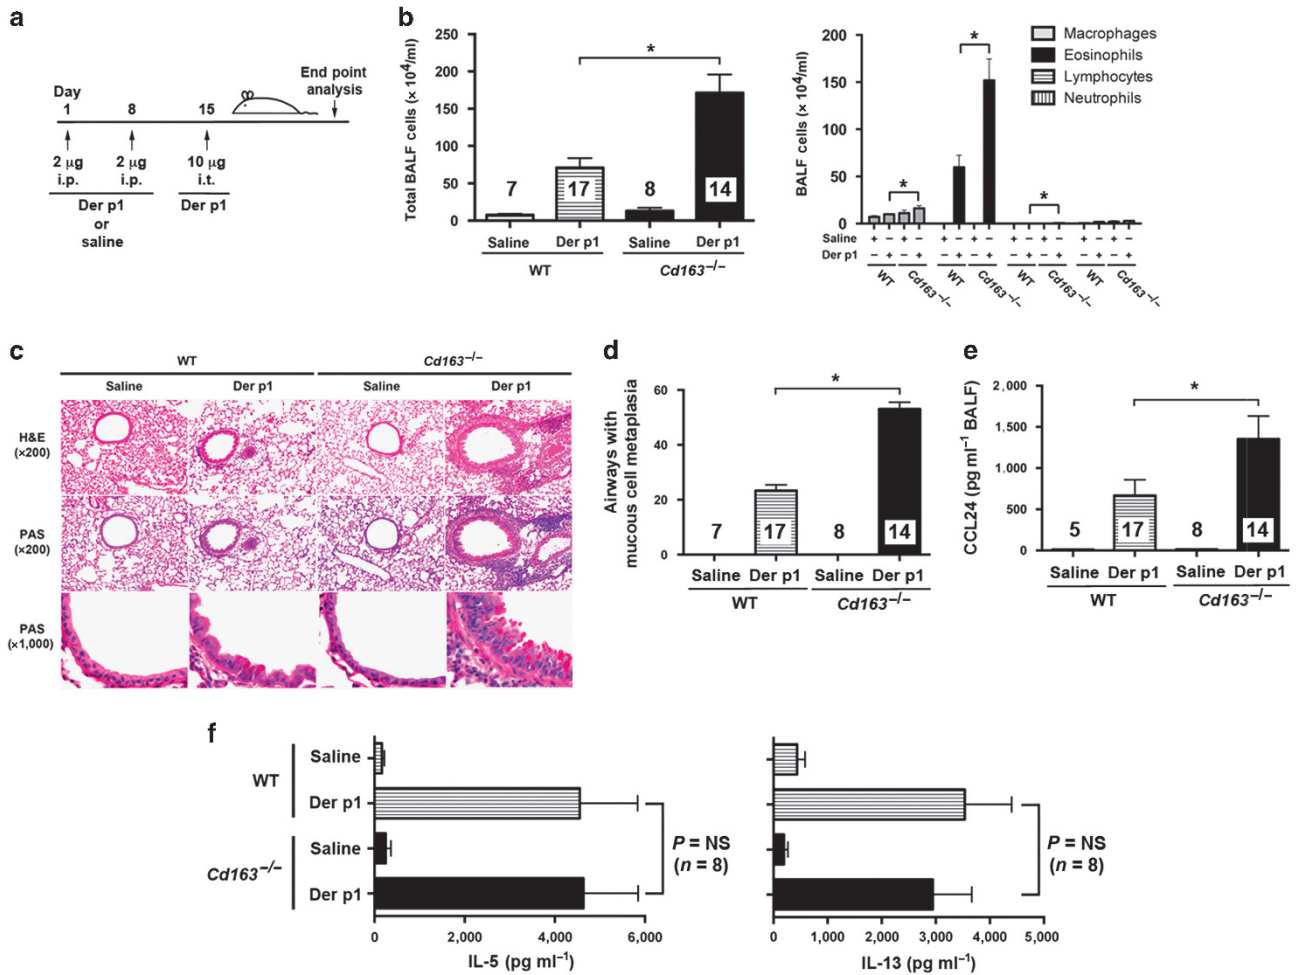 a
Day
1 8 15
End point
analysis
2 μg 2 μg 10 μg
i.p. i.p. i.t.
Der p1 Der p1
or
saline
b
Total BALF cells (× 10⁴/ml)
250
200
150
100
50
0
*
7 17 8 14
Saline Der p1 Saline Der p1
WT Cd163⁻/⁻
BALF cells (× 10⁴/ml)
200
150
100
50
0
* * *
Macrophages
Eosinophils
Lymphocytes
Neutrophils
Saline + − + − + − + − + − + − + − + −
Der p1 − + − + − + − + − + − + − + − +
WT Cd163⁻/⁻ WT Cd163⁻/⁻ WT Cd163⁻/⁻ WT Cd163⁻/⁻
c
WT Cd163⁻/⁻
Saline Der p1 Saline Der p1
H&E
(×200)
PAS
(×200)
PAS
(×1,000)
d
Airways with
mucous cell metaplasia
60
40
20
0
*
7 17 8 14
Saline Der p1 Saline Der p1
WT Cd163⁻/⁻
e
CCL24 (pg ml⁻¹ BALF)
2,000
1,500
1,000
500
0
*
5 17 8 14
Saline Der p1 Saline Der p1
WT Cd163⁻/⁻
f
WT
Saline
Der p1
Cd163⁻/⁻
Saline
Der p1
P = NS
(n = 8)
0 2,000 4,000 6,000
IL-5 (pg ml⁻¹)
P = NS
(n = 8)
0 1,000 2,000 3,000 4,000 5,000
IL-13 (pg ml⁻¹)